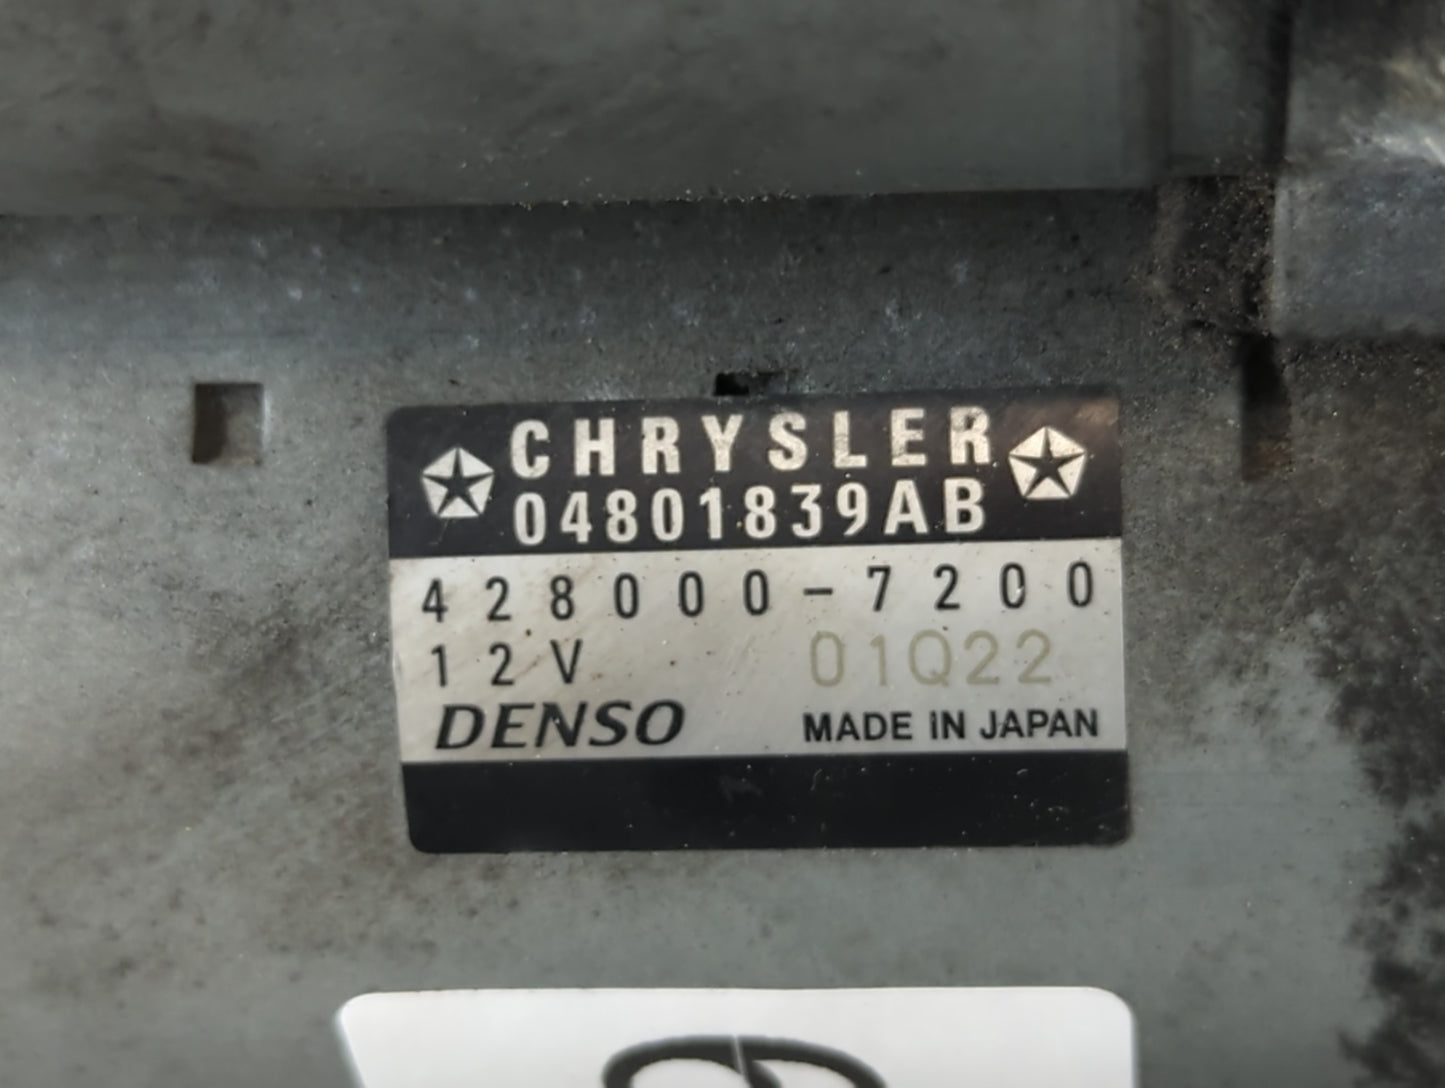 CHRYSLER
04801839AB
428000-7200
12V 01Q22
DENSO MADE IN JAPAN